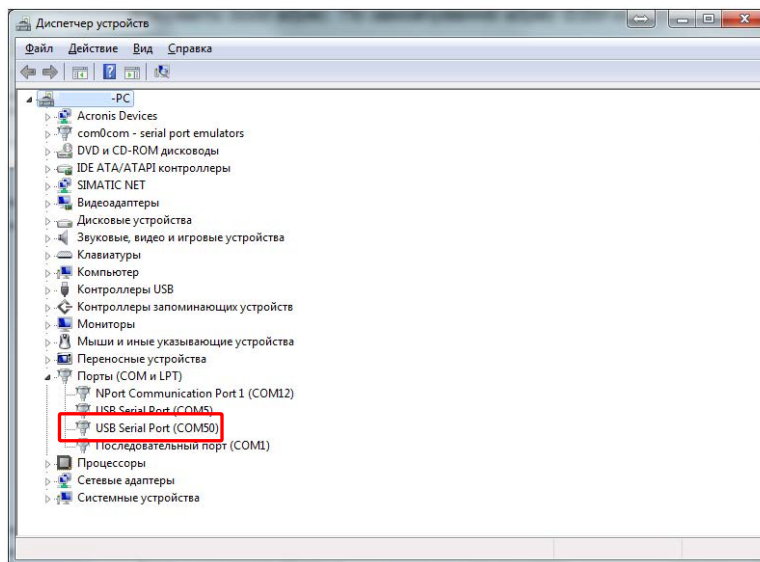 Диспетчер устройств
Файл Действие Вид Справка
-PC
Acronis Devices
com0com - serial port emulators
DVD и CD-ROM дисководы
IDE ATA/ATAPI контроллеры
SIMATIC NET
Видеоадаптеры
Дисковые устройства
Звуковые, видео и игровые устройства
Клавиатуры
Компьютер
Контроллеры USB
Контроллеры запоминающих устройств
Мониторы
Мыши и иные указывающие устройства
Переносные устройства
Порты (COM и LPT)
NPort Communication Port 1 (COM12)
USB Serial Port (COM5)
USB Serial Port (COM50)
Последовательный порт (COM1)
Процессоры
Сетевые адаптеры
Системные устройства